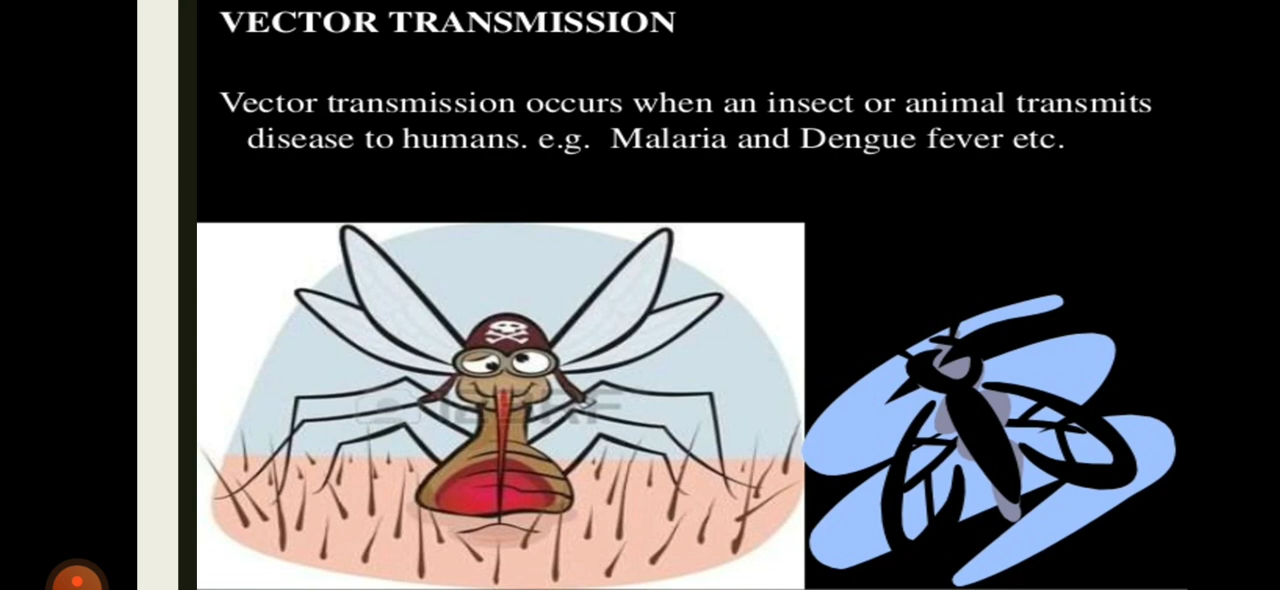 VECTOR TRANSMISSION
Vector transmission occurs when an insect or animal transmits
disease to humans. e.g.  Malaria and Dengue fever etc.